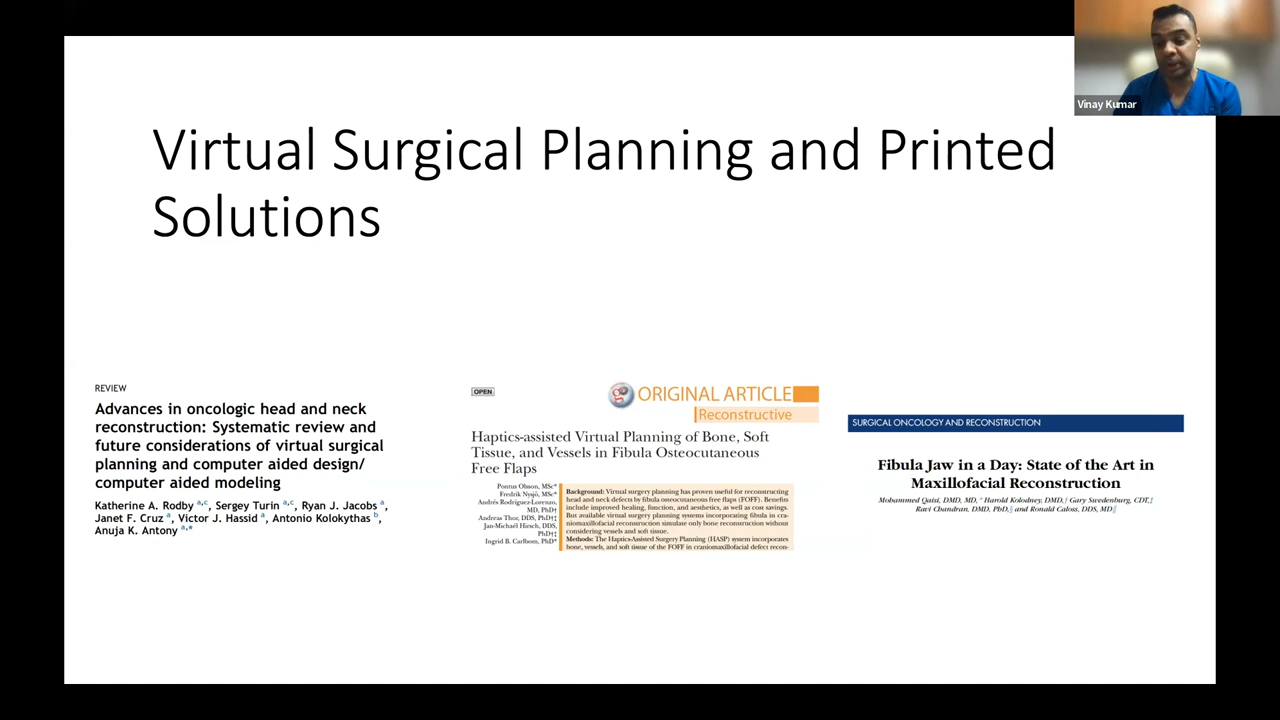 Vinay Kumar
Virtual Surgical Planning and Printed
Solutions
REVIEW
Advances in oncologic head and neck
reconstruction: Systematic review and
future considerations of virtual surgical
planning and computer aided design/
computer aided modeling
Katherine A. Rodby a,c, Sergey Turin a,c, Ryan J. Jacobs a,
Janet F. Cruz a, Victor J. Hassid a, Antonio Kolokythas b,
Anuja K. Antony a,*
OPEN
ORIGINAL ARTICLE
Reconstructive
Haptics-assisted Virtual Planning of Bone, Soft
Tissue, and Vessels in Fibula Osteocutaneous
Free Flaps
Pontus Olsson, MSc*
Fredrik Nysjö, MSc*
Andrés Rodríguez-Lorenzo,
MD, PhD†
Andreas Thor, DDS, PhD†‡
Jan-Michaél Hirsch, DDS,
PhD†‡
Ingrid B. Carlbom, PhD*
Background: Virtual surgery planning has proven useful for reconstructing
head and neck defects by fibula osteocutaneous free flaps (FOFF). Benefits
include improved healing, function, and aesthetics, as well as cost savings.
But available virtual surgery planning systems incorporating fibula in cra-
niomaxillofacial reconstruction simulate only bone reconstruction without
considering vessels and soft tissue.
Methods: The Haptics-Assisted Surgery Planning (HASP) system incorporates
bone, vessels, and soft tissue of the FOFF in craniomaxillofacial defect recon-
SURGICAL ONCOLOGY AND RECONSTRUCTION
Fibula Jaw in a Day: State of the Art in
Maxillofacial Reconstruction
Mohammed Qaisi, DMD, MD,* Harold Kolodney, DMD,† Gary Swedenburg, CDT,‡
Ravi Chandran, DMD, PhD,§ and Ronald Caloss, DDS, MD||